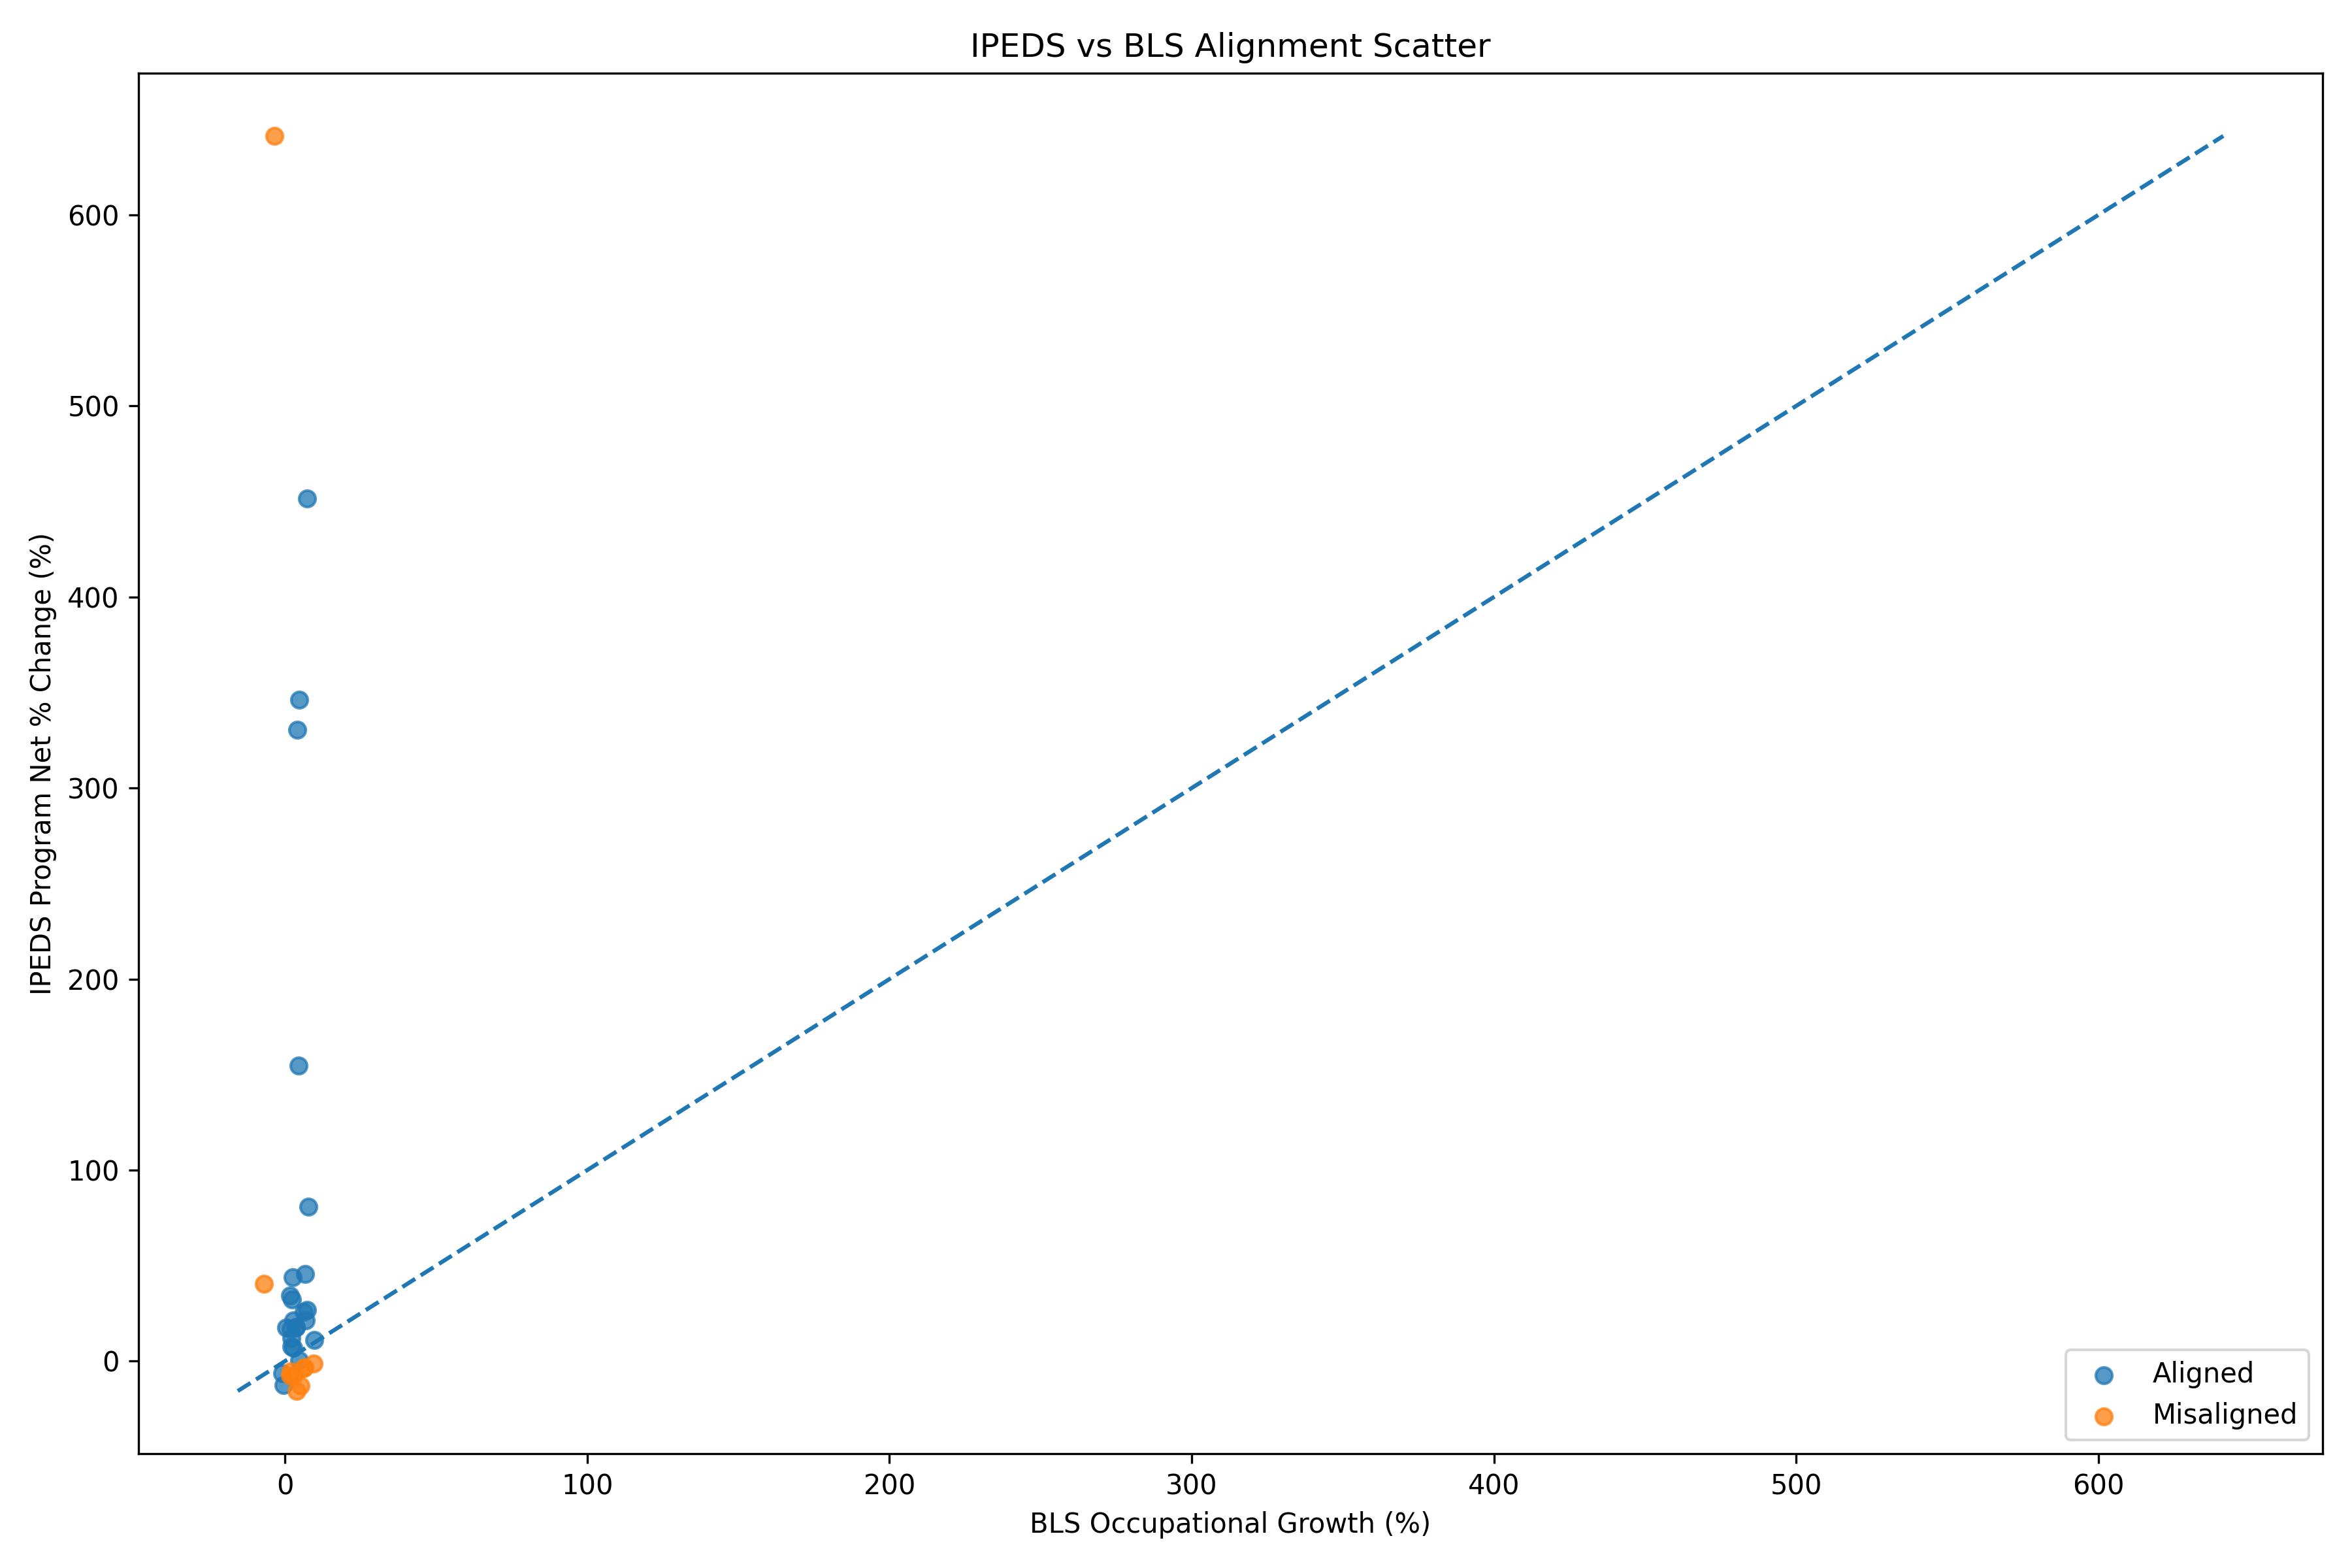 IPEDS vs BLS Alignment Scatter
IPEDS Program Net % Change (%)
600
500
400
300
200
100
0
0 100 200 300 400 500 600
BLS Occupational Growth (%)
Aligned
Misaligned